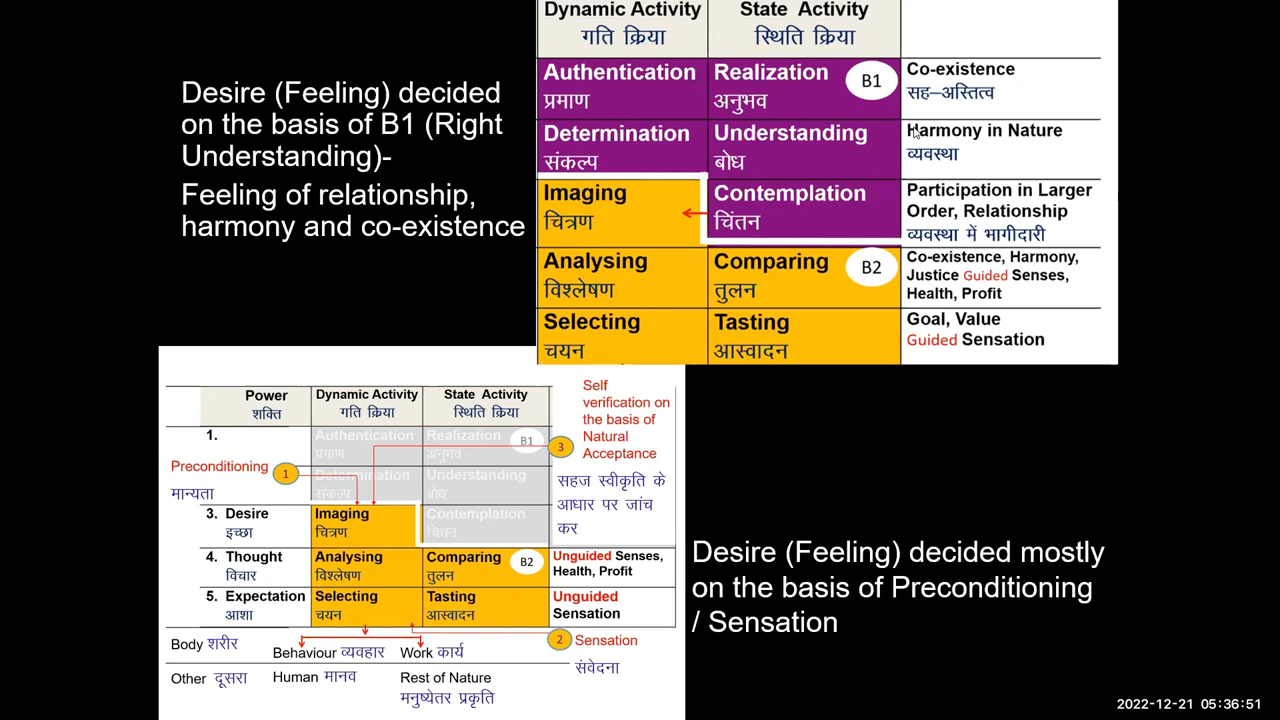 Desire (Feeling) decided
on the basis of B1 (Right
Understanding)-
Feeling of relationship,
harmony and co-existence
Dynamic Activity State Activity
गति क्रिया स्थिति क्रिया
Authentication Realization B1 Co-existence
प्रमाण अनुभव सह–अस्तित्व
Determination Understanding Harmony in Nature
संकल्प बोध व्यवस्था
Imaging Contemplation Participation in Larger
Order, Relationship
चित्रण चिंतन व्यवस्था में भागीदारी
Analysing Comparing B2 Co-existence, Harmony,
Justice Guided Senses,
विश्लेषण तुलन Health, Profit
Selecting Tasting Goal, Value
Guided Sensation
चयन आस्वादन
Power Dynamic Activity State Activity
शक्ति गति क्रिया स्थिति क्रिया
Self
verification on
the basis of
Natural
Acceptance
1. Authentication Realization B1 3
प्रमाण अनुभव
Preconditioning 1 Determination Understanding
मान्यता संकल्प बोध
सहज स्वीकृति के
आधार पर जांच
कर
3. Desire Imaging Contemplation
इच्छा चित्रण चिंतन
4. Thought Analysing Comparing B2 Unguided Senses,
Health, Profit
विचार विश्लेषण तुलन
5. Expectation Selecting Tasting Unguided
Sensation
आशा चयन आस्वादन
Body शरीर Behaviour व्यवहार Work कार्य 2 Sensation
संवेदना
Other दूसरा Human मानव Rest of Nature
मनुष्येतर प्रकृति
Desire (Feeling) decided mostly
on the basis of Preconditioning
/ Sensation
2022-12-21 05:36:51